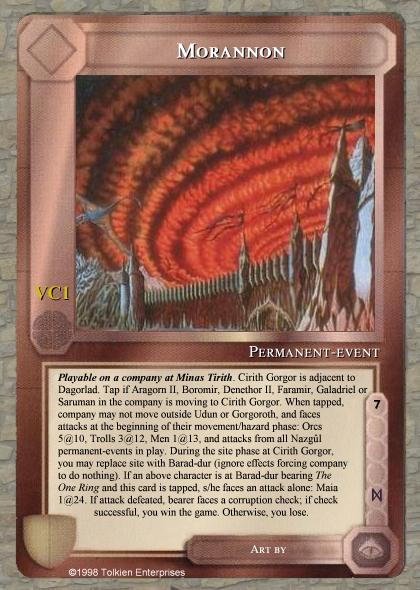 MORANNON
VC1
PERMANENT-EVENT
Playable on a company at Minas Tirith. Cirith Gorgor is adjacent to
Dagorlad. Tap if Aragorn II, Boromir, Denethor II, Faramir, Galadriel or
Saruman in the company is moving to Cirith Gorgor. When tapped,
company may not move outside Udun or Gorgoroth, and faces
attacks at the beginning of their movement/hazard phase: Orcs
5@10, Trolls 3@12, Men 1@13, and attacks from all Nazgûl
permanent-events in play. During the site phase at Cirith Gorgor,
you may replace site with Barad-dur (ignore effects forcing company
to do nothing). If an above character is at Barad-dur bearing The
One Ring and this card is tapped, s/he faces an attack alone: Maia
1@24. If attack defeated, bearer faces a corruption check; if check
successful, you win the game. Otherwise, you lose.
7
ART BY
©1998 Tolkien Enterprises